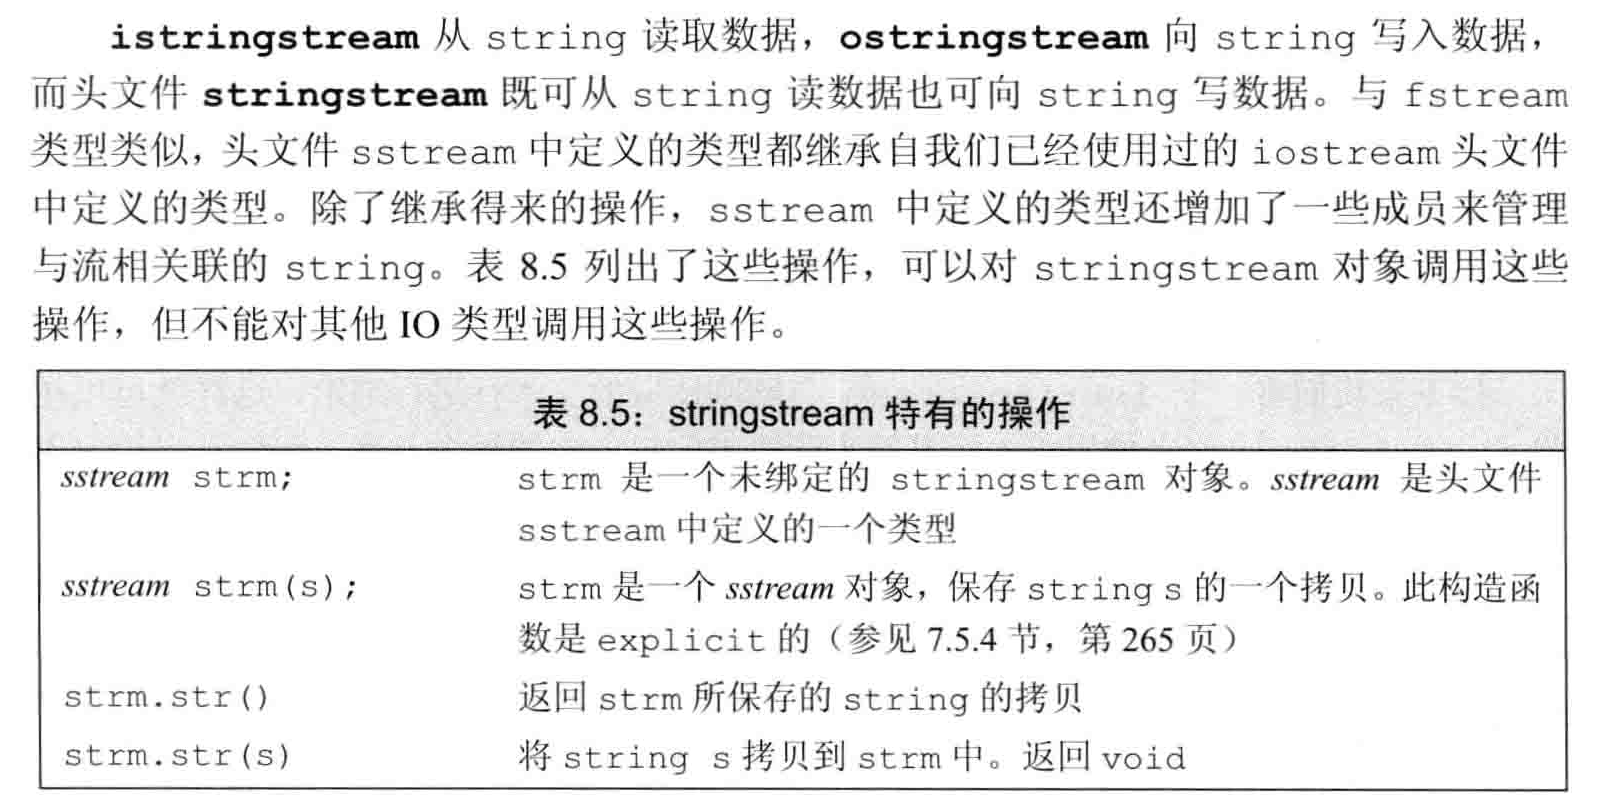 istringstream 从 string 读取数据，ostringstream 向 string 写入数据，
而头文件 stringstream 既可从 string 读数据也可向 string 写数据。与 fstream
类型类似，头文件 sstream 中定义的类型都继承自我们已经使用过的 iostream 头文件
中定义的类型。除了继承得来的操作，sstream 中定义的类型还增加了一些成员来管理
与流相关联的 string。表 8.5 列出了这些操作，可以对 stringstream 对象调用这些
操作，但不能对其他 IO 类型调用这些操作。
表 8.5：stringstream 特有的操作
sstream strm; strm 是一个未绑定的 stringstream 对象。sstream 是头文件
sstream 中定义的一个类型
sstream strm(s); strm 是一个 sstream 对象，保存 string s 的一个拷贝。此构造函
数是 explicit 的（参见 7.5.4 节，第 265 页）
strm.str() 返回 strm 所保存的 string 的拷贝
strm.str(s) 将 string s 拷贝到 strm 中。返回 void